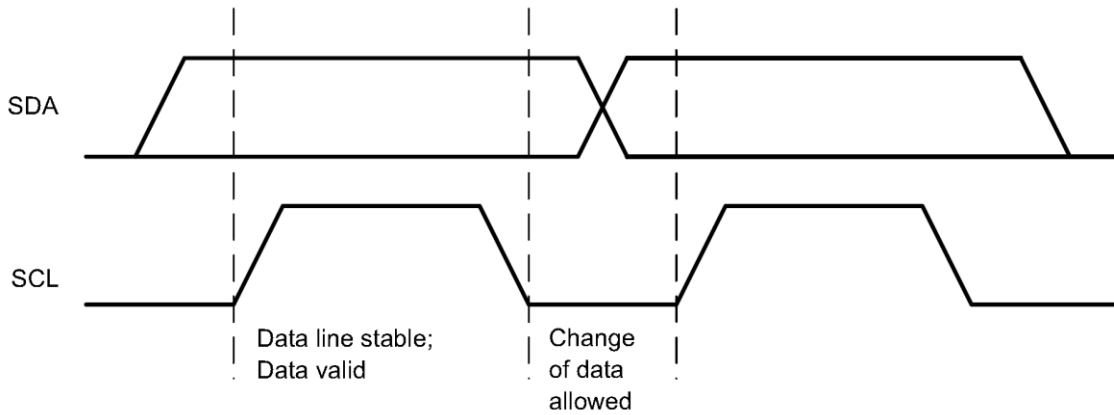 SDA
SCL
Data line stable;
Data valid
Change
of data
allowed